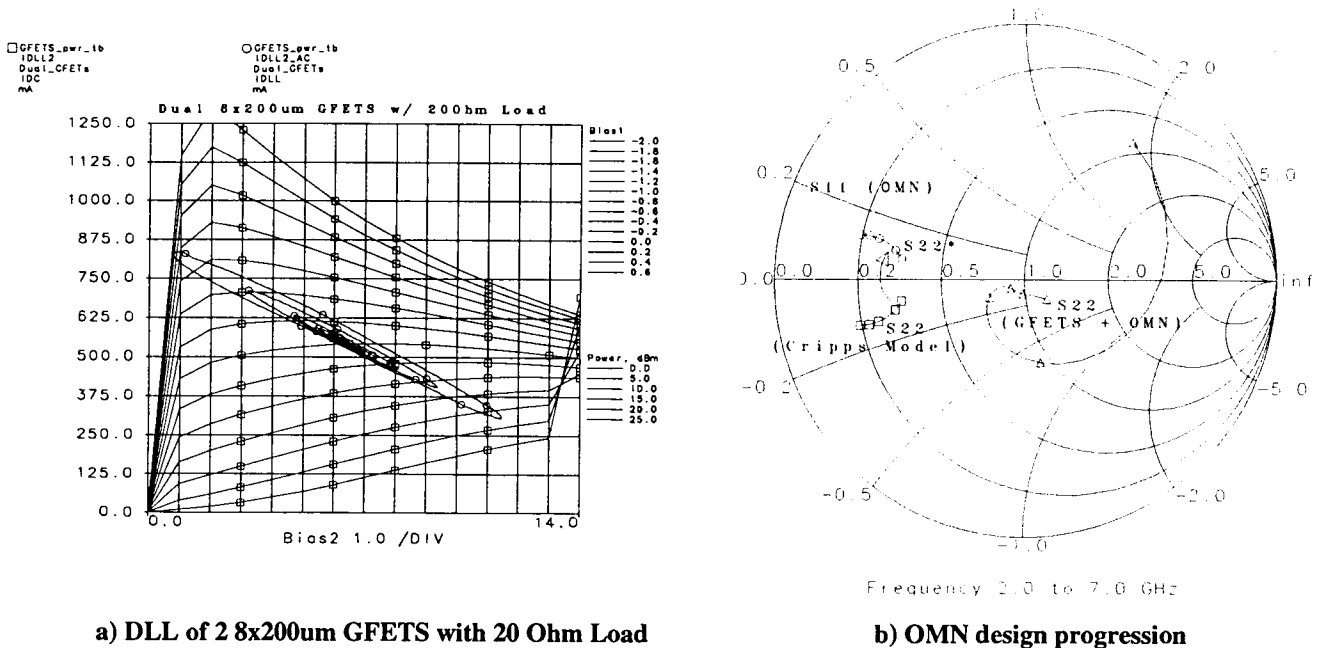 GFETS_pwr_tb
IDLL2
Dual_GFETs
IDC
mA
GFETS_pwr_tb
IDLL2_AC
Dual_GFETs
IDLL
mA
Dual 8x200um GFETS w/ 200hm Load
1250.0
1125.0
1000.0
875.0
750.0
625.0
500.0
375.0
250.0
125.0
0.0
0.0
14.0
Bias2 1.0 /DIV
Bias1
-2.0
-1.8
-1.6
-1.4
-1.2
-1.0
-0.8
-0.6
-0.4
-0.2
0.0
0.2
0.4
0.6
Power, dBm
0.0
5.0
10.0
15.0
20.0
25.0
a) DLL of 2 8x200um GFETS with 20 Ohm Load
1.0
0.5
2.0
0.2
5.0
S11 (OMN)
S22*
0.0
0.0
0.2
0.5
1.0
2.0
5.0
inf
S22
(GFETS + OMN)
S22
(Cripps Model)
-0.2
-5.0
-0.5
-2.0
-1.0
Frequency 2.0 to 7.0 GHz
b) OMN design progression